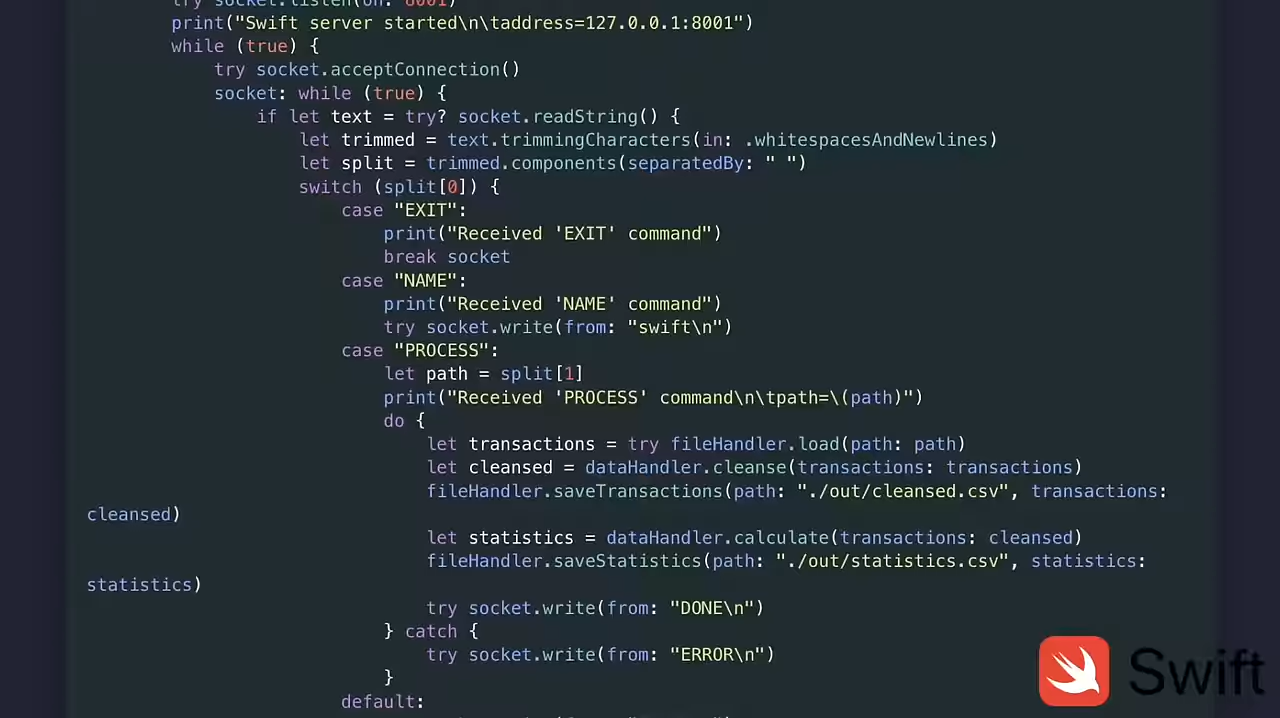 try socket.listen(on: 8001)
print("Swift server started\n\taddress=127.0.0.1:8001")
while (true) {
try socket.acceptConnection()
socket: while (true) {
if let text = try? socket.readString() {
let trimmed = text.trimmingCharacters(in: .whitespacesAndNewlines)
let split = trimmed.components(separatedBy: " ")
switch (split[0]) {
case "EXIT":
print("Received 'EXIT' command")
break socket
case "NAME":
print("Received 'NAME' command")
try socket.write(from: "swift\n")
case "PROCESS":
let path = split[1]
print("Received 'PROCESS' command\n\tpath=\(path)")
do {
let transactions = try fileHandler.load(path: path)
let cleansed = dataHandler.cleanse(transactions: transactions)
fileHandler.saveTransactions(path: "./out/cleansed.csv", transactions:
cleansed)
let statistics = dataHandler.calculate(transactions: cleansed)
fileHandler.saveStatistics(path: "./out/statistics.csv", statistics:
statistics)
try socket.write(from: "DONE\n")
} catch {
try socket.write(from: "ERROR\n")
}
default:
Swift